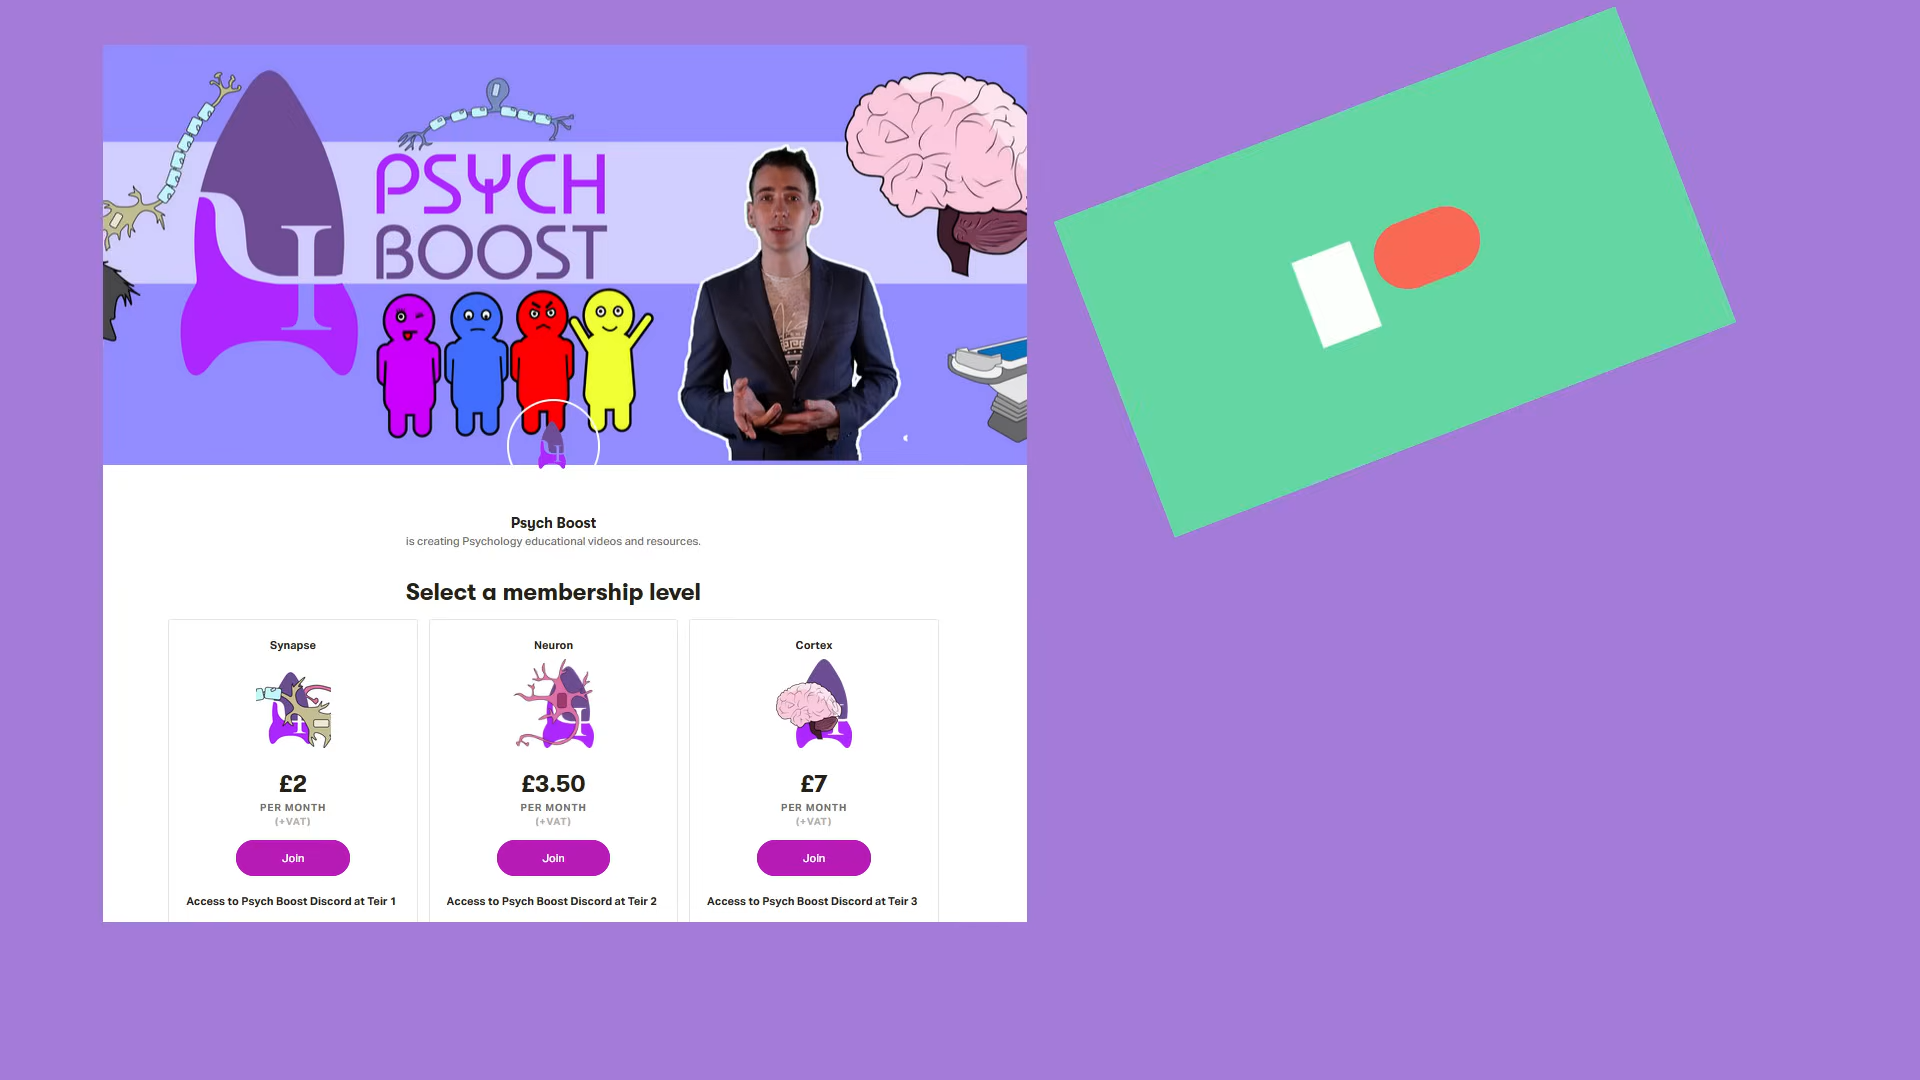 PSYCH
BOOST
Psych Boost
is creating Psychology educational videos and resources.
Select a membership level
Synapse
£2
PER MONTH
(+VAT)
Join
Access to Psych Boost Discord at Teir 1
Neuron
£3.50
PER MONTH
(+VAT)
Join
Access to Psych Boost Discord at Teir 2
Cortex
£7
PER MONTH
(+VAT)
Join
Access to Psych Boost Discord at Teir 3